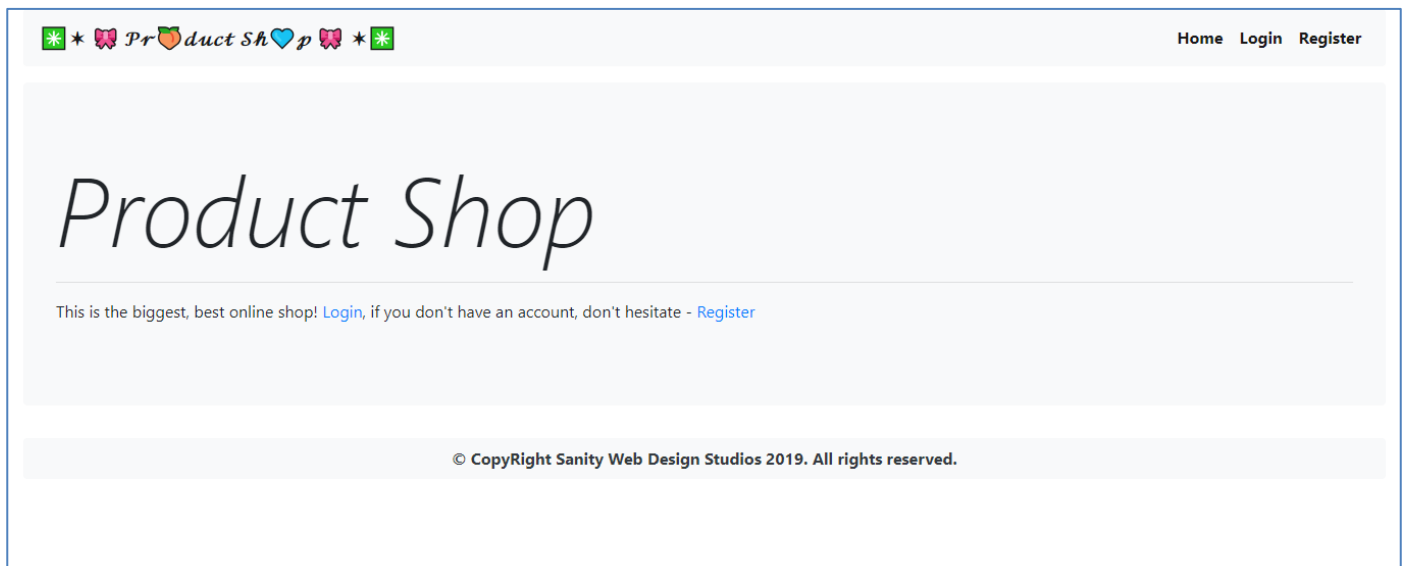 ✳️✶ 🎀 𝒫𝓇🍑𝒹𝓊𝒸𝓉 𝒮𝒽💙𝓅 🎀 ✶✳️
Home Login Register
Product Shop
This is the biggest, best online shop! Login, if you don't have an account, don't hesitate - Register
© CopyRight Sanity Web Design Studios 2019. All rights reserved.